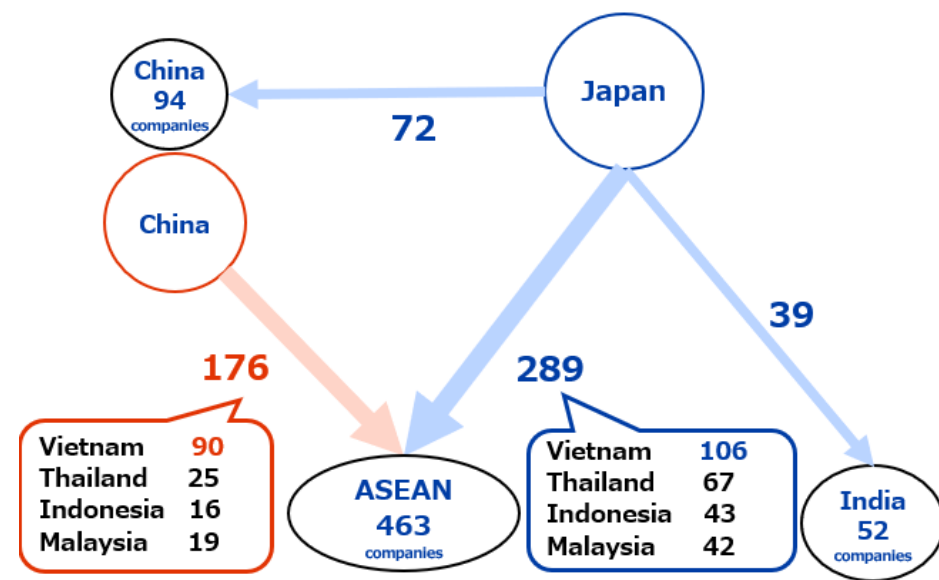 China
94
companies
Japan
72
China
39
176
289
Vietnam 90
Thailand 25
Indonesia 16
Malaysia 19
ASEAN
463
companies
Vietnam 106
Thailand 67
Indonesia 43
Malaysia 42
India
52
companies